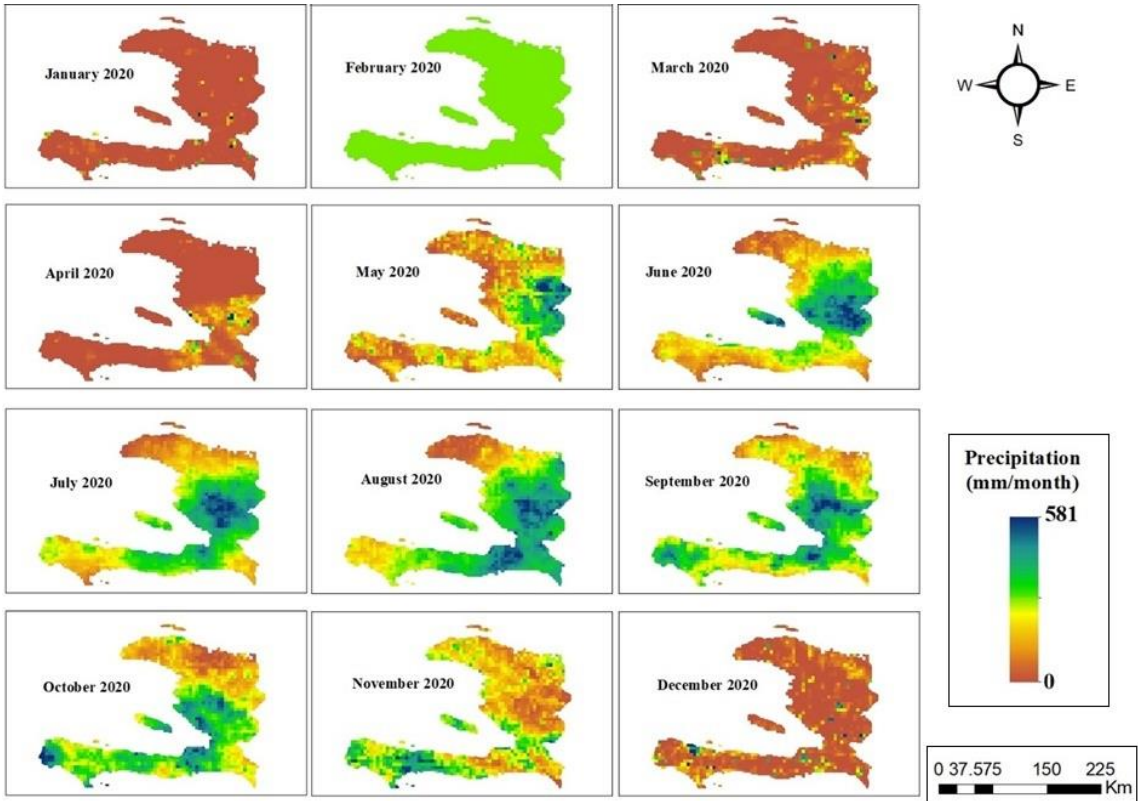 January 2020
February 2020
March 2020
N
W
E
S
April 2020
May 2020
June 2020
July 2020
August 2020
September 2020
Precipitation
(mm/month)
581
0
October 2020
November 2020
December 2020
0 37.575 150 225
Km